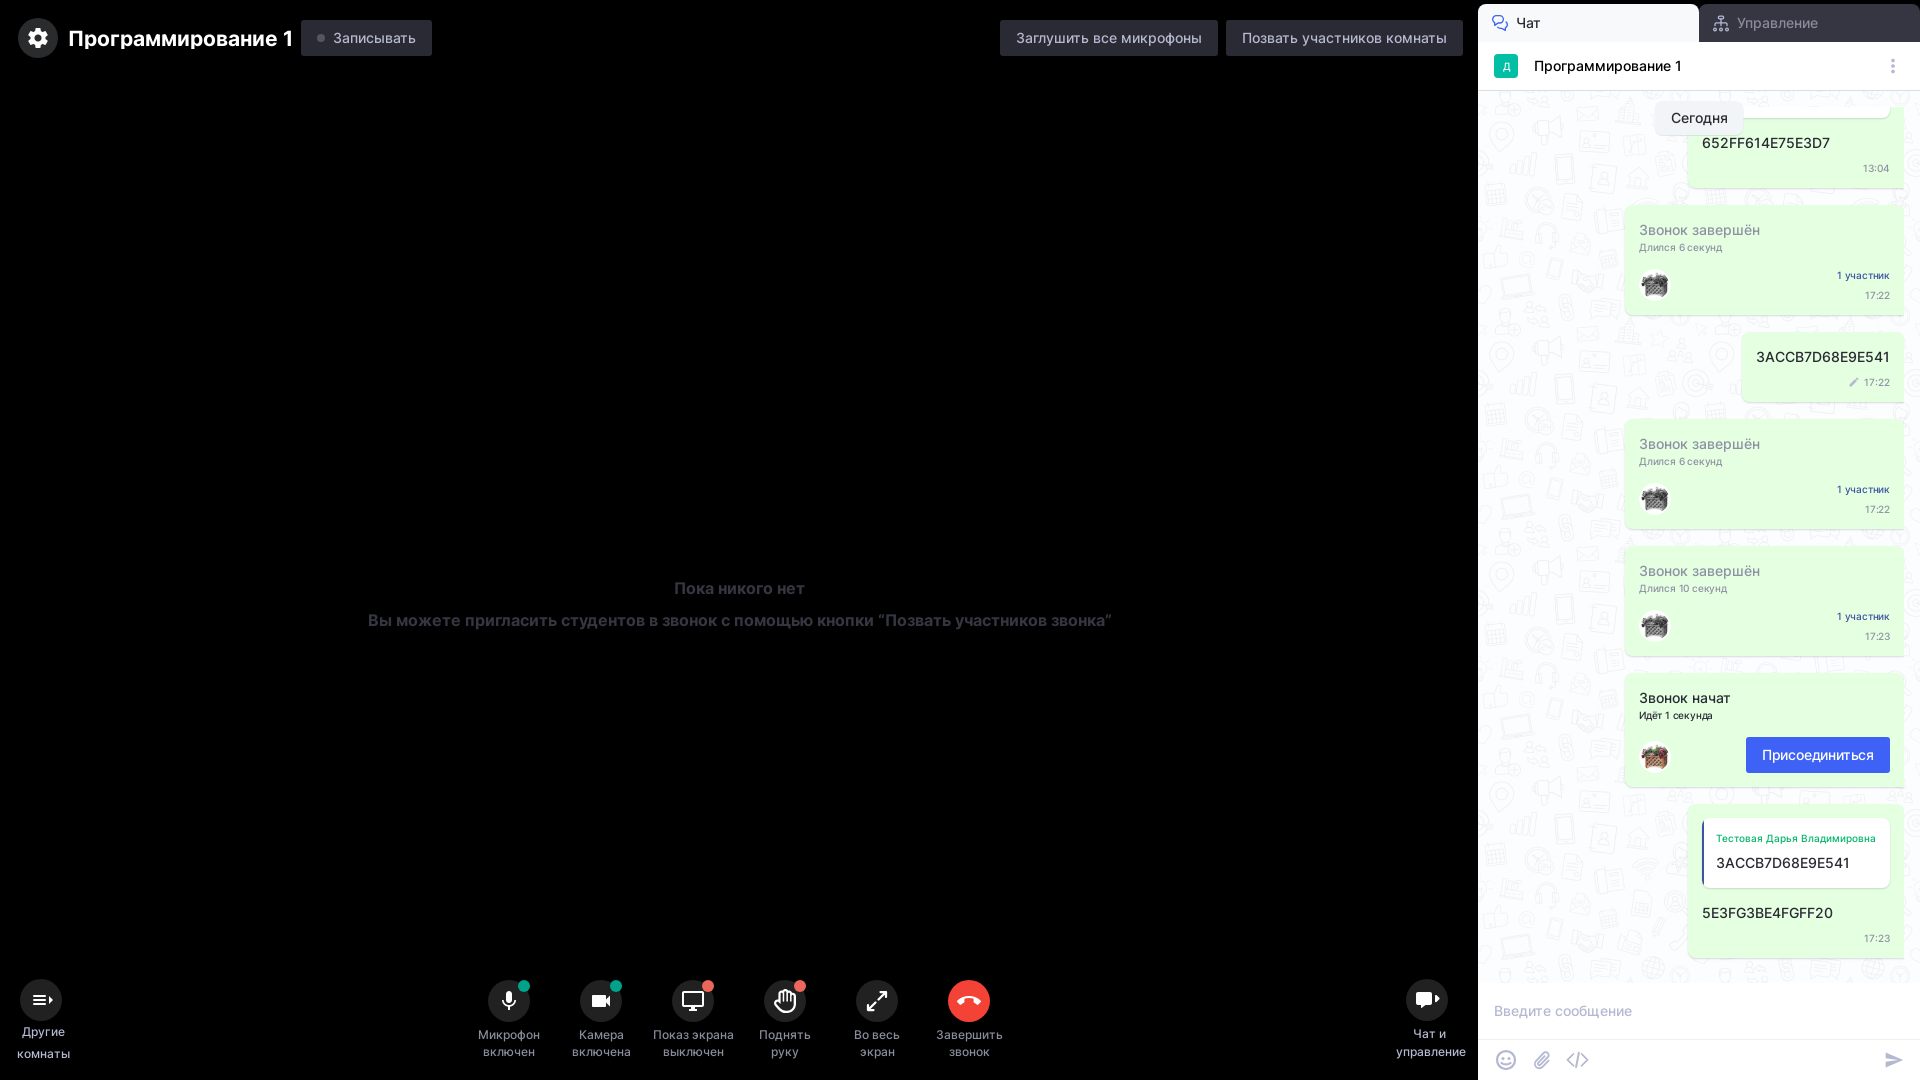 Программирование 1
Записывать
Заглушить все микрофоны
Позвать участников комнаты
Пока никого нет
Вы можете пригласить студентов в звонок с помощью кнопки “Позвать участников звонка”
Другие
комнаты
Микрофон
включен
Камера
включена
Показ экрана
выключен
Поднять
руку
Во весь
экран
Завершить
звонок
Чат и
управление
Чат
Управление
Д
Программирование 1
Сегодня
652FF614E75E3D7
13:04
Звонок завершён
Длился 6 секунд
1 участник
17:22
3ACCB7D68E9E541
17:22
Звонок завершён
Длился 6 секунд
1 участник
17:22
Звонок завершён
Длился 10 секунд
1 участник
17:23
Звонок начат
Идёт 1 секунда
Присоединиться
Тестовая Дарья Владимировна
3ACCB7D68E9E541
5E3FG3BE4FGFF20
17:23
Введите сообщение